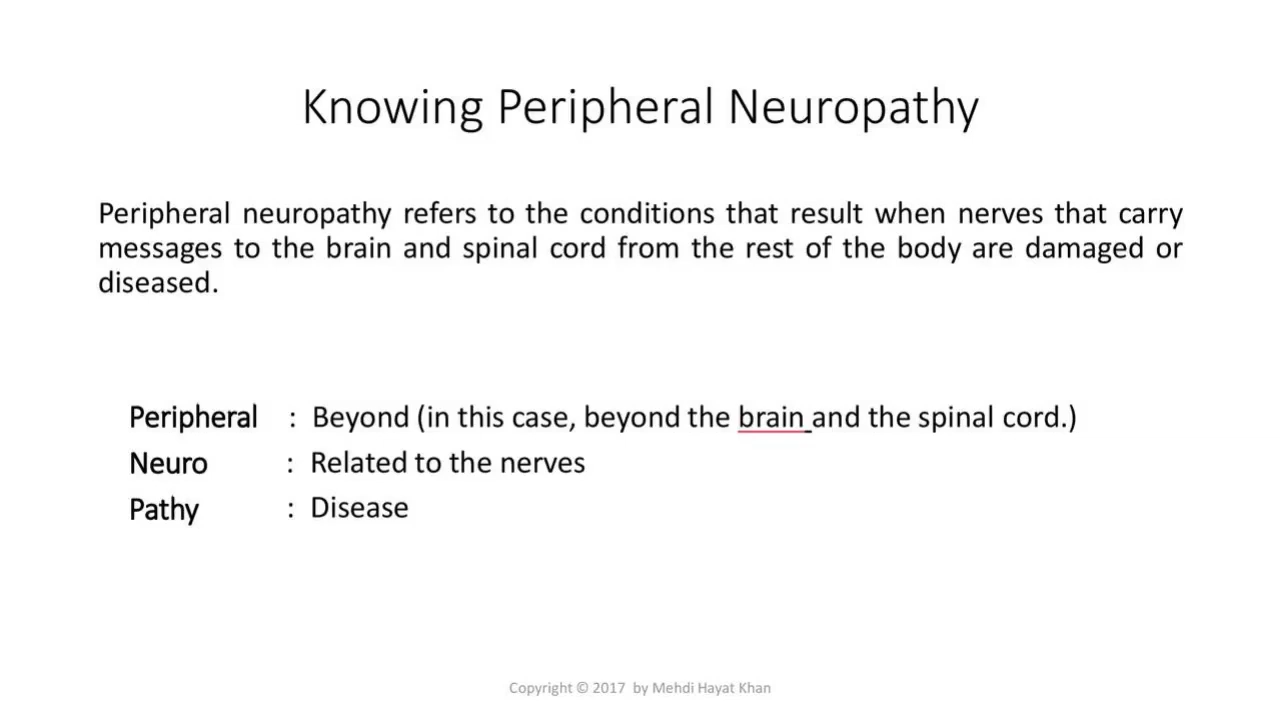 Knowing Peripheral Neuropathy
Peripheral neuropathy refers to the conditions that result when nerves that carry
messages to the brain and spinal cord from the rest of the body are damaged or
diseased.
Peripheral : Beyond (in this case, beyond the brain and the spinal cord.)
Neuro : Related to the nerves
Pathy : Disease
Copyright © 2017 by Mehdi Hayat Khan